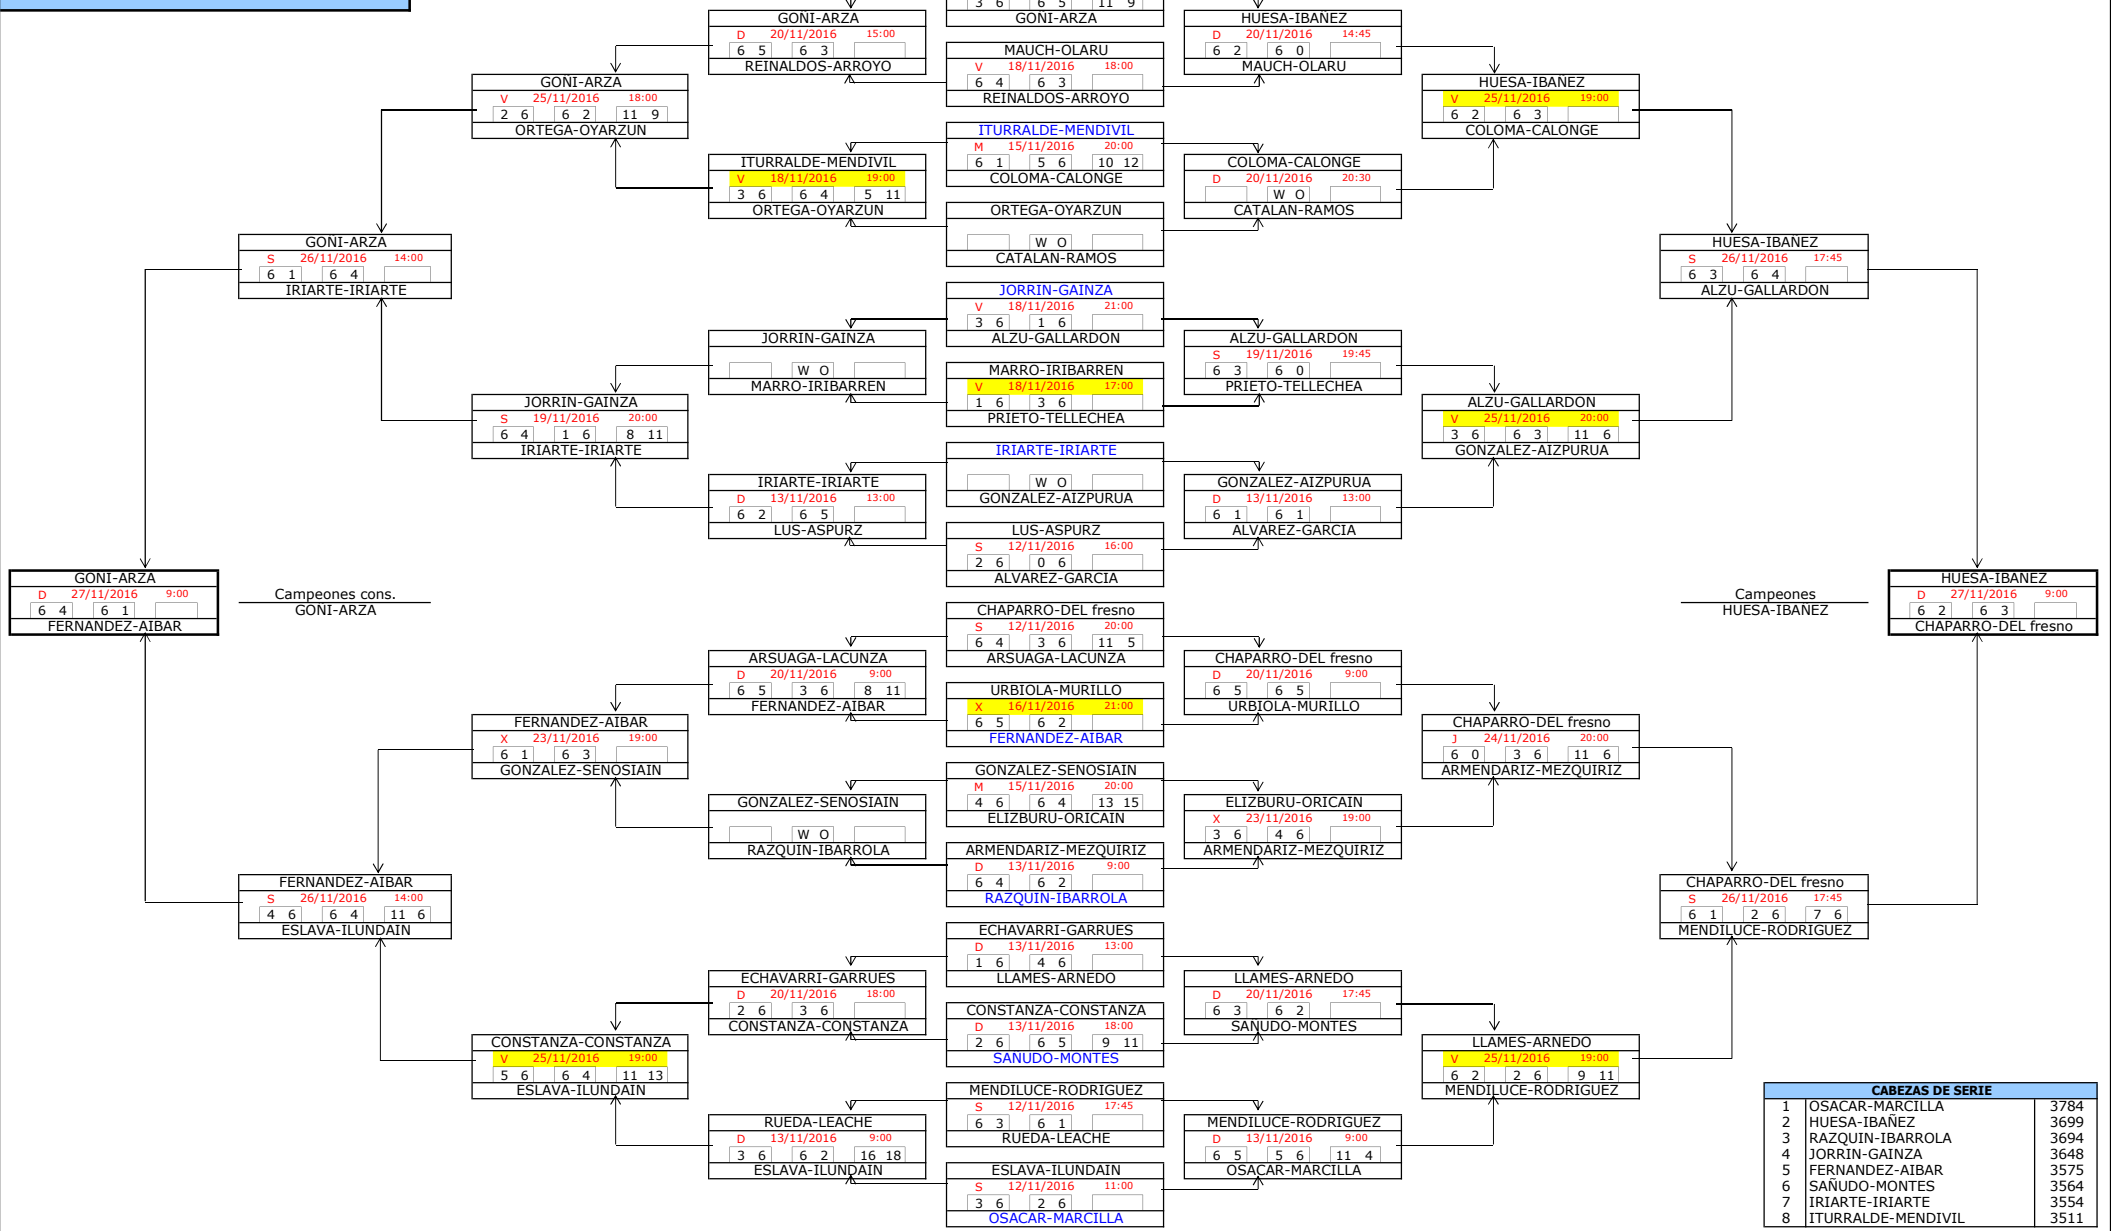 GONI-ARZA
D 27/11/2016 9:00
6 4 6 1
FERNANDEZ-AIBAR
Campeones cons.
GOÑI-ARZA
GONI-ARZA
S 26/11/2016 14:00
6 1 6 4
IRIARTE-IRIARTE
FERNANDEZ-AIBAR
S 26/11/2016 14:00
4 6 6 4 11 6
ESLAVA-ILUNDAIN
GOÑI-ARZA
V 25/11/2016 18:00
2 6 6 2 11 9
ORTEGA-OYARZUN
JORRIN-GAINZA
S 19/11/2016 20:00
6 4 1 6 8 11
IRIARTE-IRIARTE
FERNANDEZ-AIBAR
X 23/11/2016 19:00
6 1 6 3
GONZALEZ-SENOSIAIN
CONSTANZA-CONSTANZA
V 25/11/2016 19:00
5 6 6 4 11 13
ESLAVA-ILUNDAIN
GOÑI-ARZA
D 20/11/2016 15:00
6 5 6 3
REINALDOS-ARROYO
ITURRALDE-MENDIVIL
V 18/11/2016 19:00
3 6 6 4 5 11
ORTEGA-OYARZUN
JORRIN-GAINZA
W O
MARRO-IRIBARREN
IRIARTE-IRIARTE
D 13/11/2016 13:00
6 2 6 5
LUS-ASPURZ
ARSUAGA-LACUNZA
D 20/11/2016 9:00
6 5 3 6 8 11
FERNANDEZ-AIBAR
GONZALEZ-SENOSIAIN
W O
RAZQUIN-IBARROLA
ECHAVARRI-GARRUES
D 20/11/2016 18:00
2 6 3 6
CONSTANZA-CONSTANZA
RUEDA-LEACHE
D 13/11/2016 9:00
3 6 6 2 16 18
ESLAVA-ILUNDAIN
3 6 6 5 11 9
GOÑI-ARZA
MAUCH-OLARU
V 18/11/2016 18:00
6 4 6 3
REINALDOS-ARROYO
ITURRALDE-MENDIVIL
M 15/11/2016 20:00
6 1 5 6 10 12
COLOMA-CALONGE
ORTEGA-OYARZUN
W O
CATALAN-RAMOS
JORRIN-GAINZA
V 18/11/2016 21:00
3 6 1 6
ALZU-GALLARDON
MARRO-IRIBARREN
V 18/11/2016 17:00
1 6 3 6
PRIETO-TELLECHEA
IRIARTE-IRIARTE
W O
GONZALEZ-AIZPURUA
LUS-ASPURZ
S 12/11/2016 16:00
2 6 0 6
ALVAREZ-GARCIA
CHAPARRO-DEL fresno
S 12/11/2016 20:00
6 4 3 6 11 5
ARSUAGA-LACUNZA
URBIOLA-MURILLO
X 16/11/2016 21:00
6 5 6 2
FERNANDEZ-AIBAR
GONZALEZ-SENOSIAIN
M 15/11/2016 20:00
4 6 6 4 13 15
ELIZBURU-ORICAIN
ARMENDARIZ-MEZQUIRIZ
D 13/11/2016 9:00
6 4 6 2
RAZQUIN-IBARROLA
ECHAVARRI-GARRUES
D 13/11/2016 13:00
1 6 4 6
LLAMES-ARNEDO
CONSTANZA-CONSTANZA
D 13/11/2016 18:00
2 6 6 5 9 11
SAÑUDO-MONTES
MENDILUCE-RODRIGUEZ
S 12/11/2016 17:45
6 3 6 1
RUEDA-LEACHE
ESLAVA-ILUNDAIN
S 12/11/2016 11:00
3 6 2 6
OSACAR-MARCILLA
HUESA-IBAÑEZ
D 20/11/2016 14:45
6 2 6 0
MAUCH-OLARU
COLOMA-CALONGE
D 20/11/2016 20:30
W O
CATALAN-RAMOS
ALZU-GALLARDON
S 19/11/2016 19:45
6 3 6 0
PRIETO-TELLECHEA
GONZALEZ-AIZPURUA
D 13/11/2016 13:00
6 1 6 1
ALVAREZ-GARCIA
CHAPARRO-DEL fresno
D 20/11/2016 9:00
6 5 6 5
URBIOLA-MURILLO
ELIZBURU-ORICAIN
X 23/11/2016 19:00
3 6 4 6
ARMENDARIZ-MEZQUIRIZ
LLAMES-ARNEDO
D 20/11/2016 17:45
6 3 6 2
SAÑUDO-MONTES
MENDILUCE-RODRIGUEZ
D 13/11/2016 9:00
6 5 5 6 11 4
OSACAR-MARCILLA
HUESA-IBAÑEZ
V 25/11/2016 19:00
6 2 6 3
COLOMA-CALONGE
ALZU-GALLARDON
V 25/11/2016 20:00
3 6 6 3 11 6
GONZALEZ-AIZPURUA
CHAPARRO-DEL fresno
J 24/11/2016 20:00
6 0 3 6 11 6
ARMENDARIZ-MEZQUIRIZ
LLAMES-ARNEDO
V 25/11/2016 19:00
6 2 2 6 9 11
MENDILUCE-RODRIGUEZ
HUESA-IBAÑEZ
S 26/11/2016 17:45
6 3 6 4
ALZU-GALLARDON
CHAPARRO-DEL fresno
S 26/11/2016 17:45
6 1 2 6 7 6
MENDILUCE-RODRIGUEZ
Campeones
HUESA-IBAÑEZ
HUESA-IBANEZ
D 27/11/2016 9:00
6 2 6 3
CHAPARRO-DEL fresno
CABEZAS DE SERIE
1 OSACAR-MARCILLA 3784
2 HUESA-IBAÑEZ 3699
3 RAZQUIN-IBARROLA 3694
4 JORRIN-GAINZA 3648
5 FERNANDEZ-AIBAR 3575
6 SAÑUDO-MONTES 3564
7 IRIARTE-IRIARTE 3554
8 ITURRALDE-MENDIVIL 3511